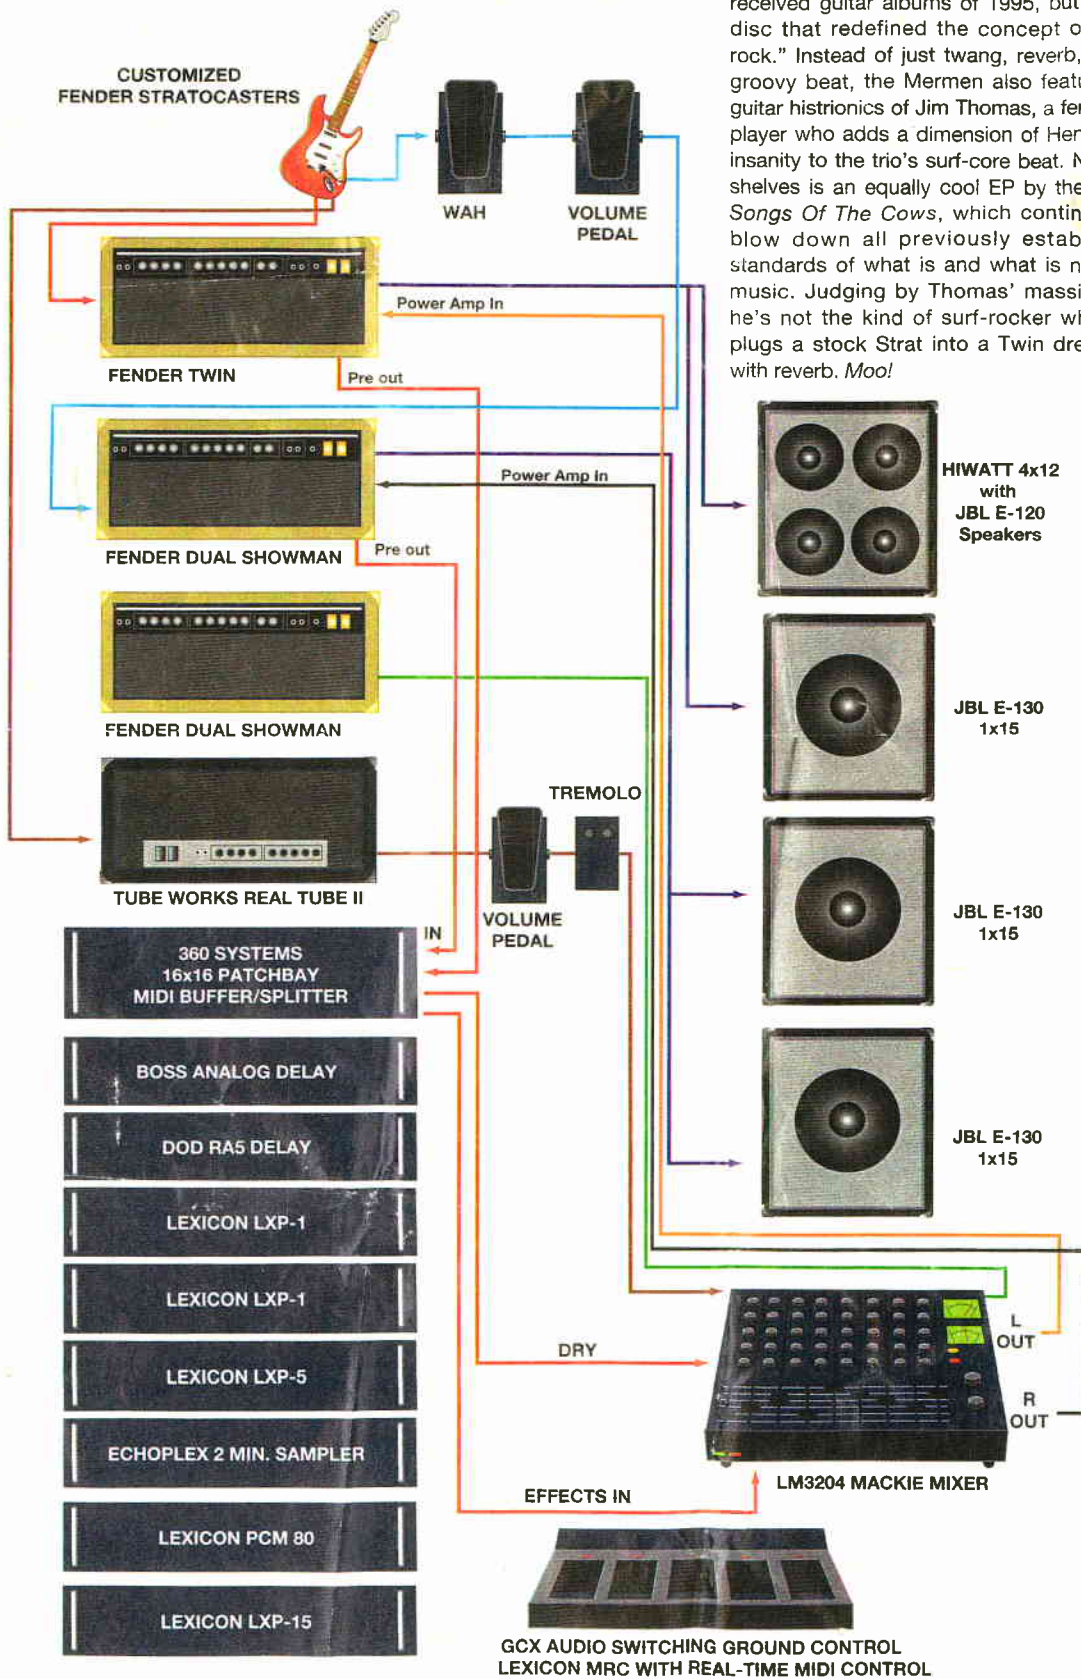 received guitar albums of 1995, but
disc that redefined the concept o
rock." Instead of just twang, reverb,
groovy beat, the Mermen also featu
guitar histrionics of Jim Thomas, a fer
player who adds a dimension of Hen
insanity to the trio's surf-core beat. N
shelves is an equally cool EP by the
Songs Of The Cows, which contin
blow down all previously estab
standards of what is and what is n
music. Judging by Thomas' massi
he's not the kind of surf-rocker wh
plugs a stock Strat into a Twin dre
with reverb. Moo!
CUSTOMIZED
FENDER STRATOCASTERS
WAH
VOLUME
PEDAL
Power Amp In
FENDER TWIN
Pre out
Power Amp In
FENDER DUAL SHOWMAN
Pre out
FENDER DUAL SHOWMAN
HIWATT 4x12
with
JBL E-120
Speakers
JBL E-130
1x15
TREMOLO
TUBE WORKS REAL TUBE II
VOLUME
PEDAL
JBL E-130
1x15
IN
360 SYSTEMS
16x16 PATCHBAY
MIDI BUFFER/SPLITTER
BOSS ANALOG DELAY
DOD RA5 DELAY
JBL E-130
1x15
LEXICON LXP-1
LEXICON LXP-1
LEXICON LXP-5
ECHOPLEX 2 MIN. SAMPLER
LEXICON PCM 80
LEXICON LXP-15
DRY
L
OUT
R
OUT
LM3204 MACKIE MIXER
EFFECTS IN
GCX AUDIO SWITCHING GROUND CONTROL
LEXICON MRC WITH REAL-TIME MIDI CONTROL